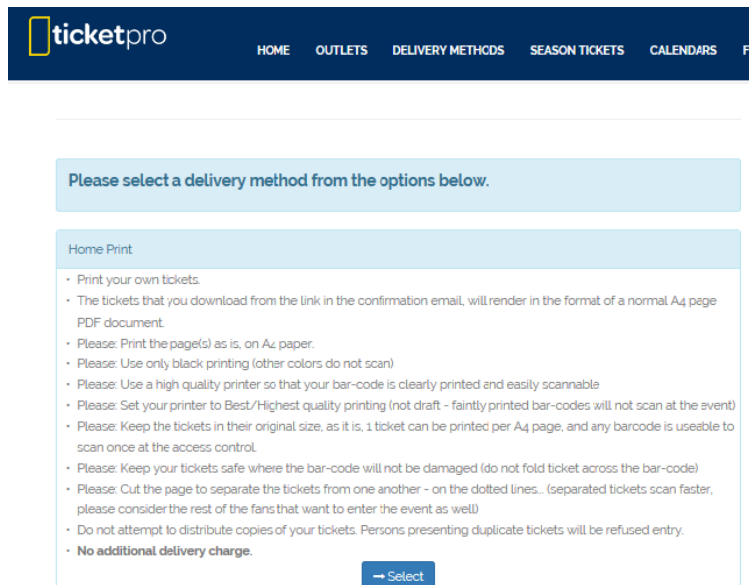 ticketpro
HOME OUTLETS DELIVERY METHODS SEASON TICKETS CALENDARS F
Please select a delivery method from the options below.
Home Print
• Print your own tickets.
• The tickets that you download from the link in the confirmation email, will render in the format of a normal A4 page
PDF document.
• Please: Print the page(s) as is, on A4 paper.
• Please: Use only black printing (other colors do not scan)
• Please: Use a high quality printer so that your bar-code is clearly printed and easily scannable
• Please: Set your printer to Best/Highest quality printing (not draft - faintly printed bar-codes will not scan at the event)
• Please: Keep the tickets in their original size, as it is, 1 ticket can be printed per A4 page, and any barcode is useable to
scan once at the access control.
• Please: Keep your tickets safe where the bar-code will not be damaged (do not fold ticket across the bar-code)
• Please: Cut the page to separate the tickets from one another - on the dotted lines... (separated tickets scan faster,
please consider the rest of the fans that want to enter the event as well)
• Do not attempt to distribute copies of your tickets. Persons presenting duplicate tickets will be refused entry.
• No additional delivery charge.
→ Select